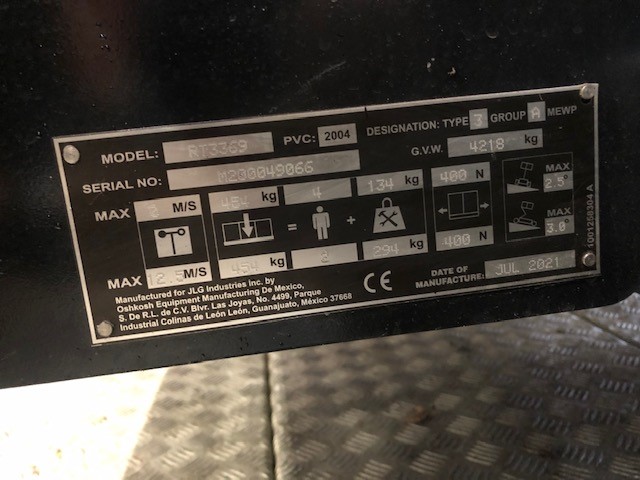 MODEL: RT3369 PVC: 2004 DESIGNATION: TYPE 3 GROUP A MEWP
SERIAL NO: M200049066 G.V.W. 4218 kg
MAX M/S 454 kg 4 134 kg 400 N MAX 2.5°
= +
MAX 12.5 M/S 454 kg 2 294 kg 400 N MAX 3.0°
Manufactured for JLG Industries Inc. by
Oshkosh Equipment Manufacturing De Mexico,
S. De R.L. de C.V. Blvr. Las Joyas, No. 4499, Parque
Industrial Colinas de León León, Guanajuato, México 37668
CE
DATE OF
MANUFACTURE: JUL 2021
1001258304 A